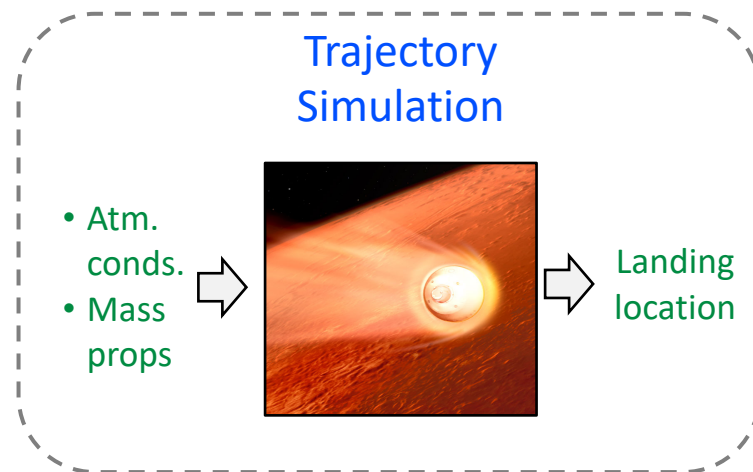 Trajectory
Simulation
• Atm.
conds.
• Mass
props
Landing
location